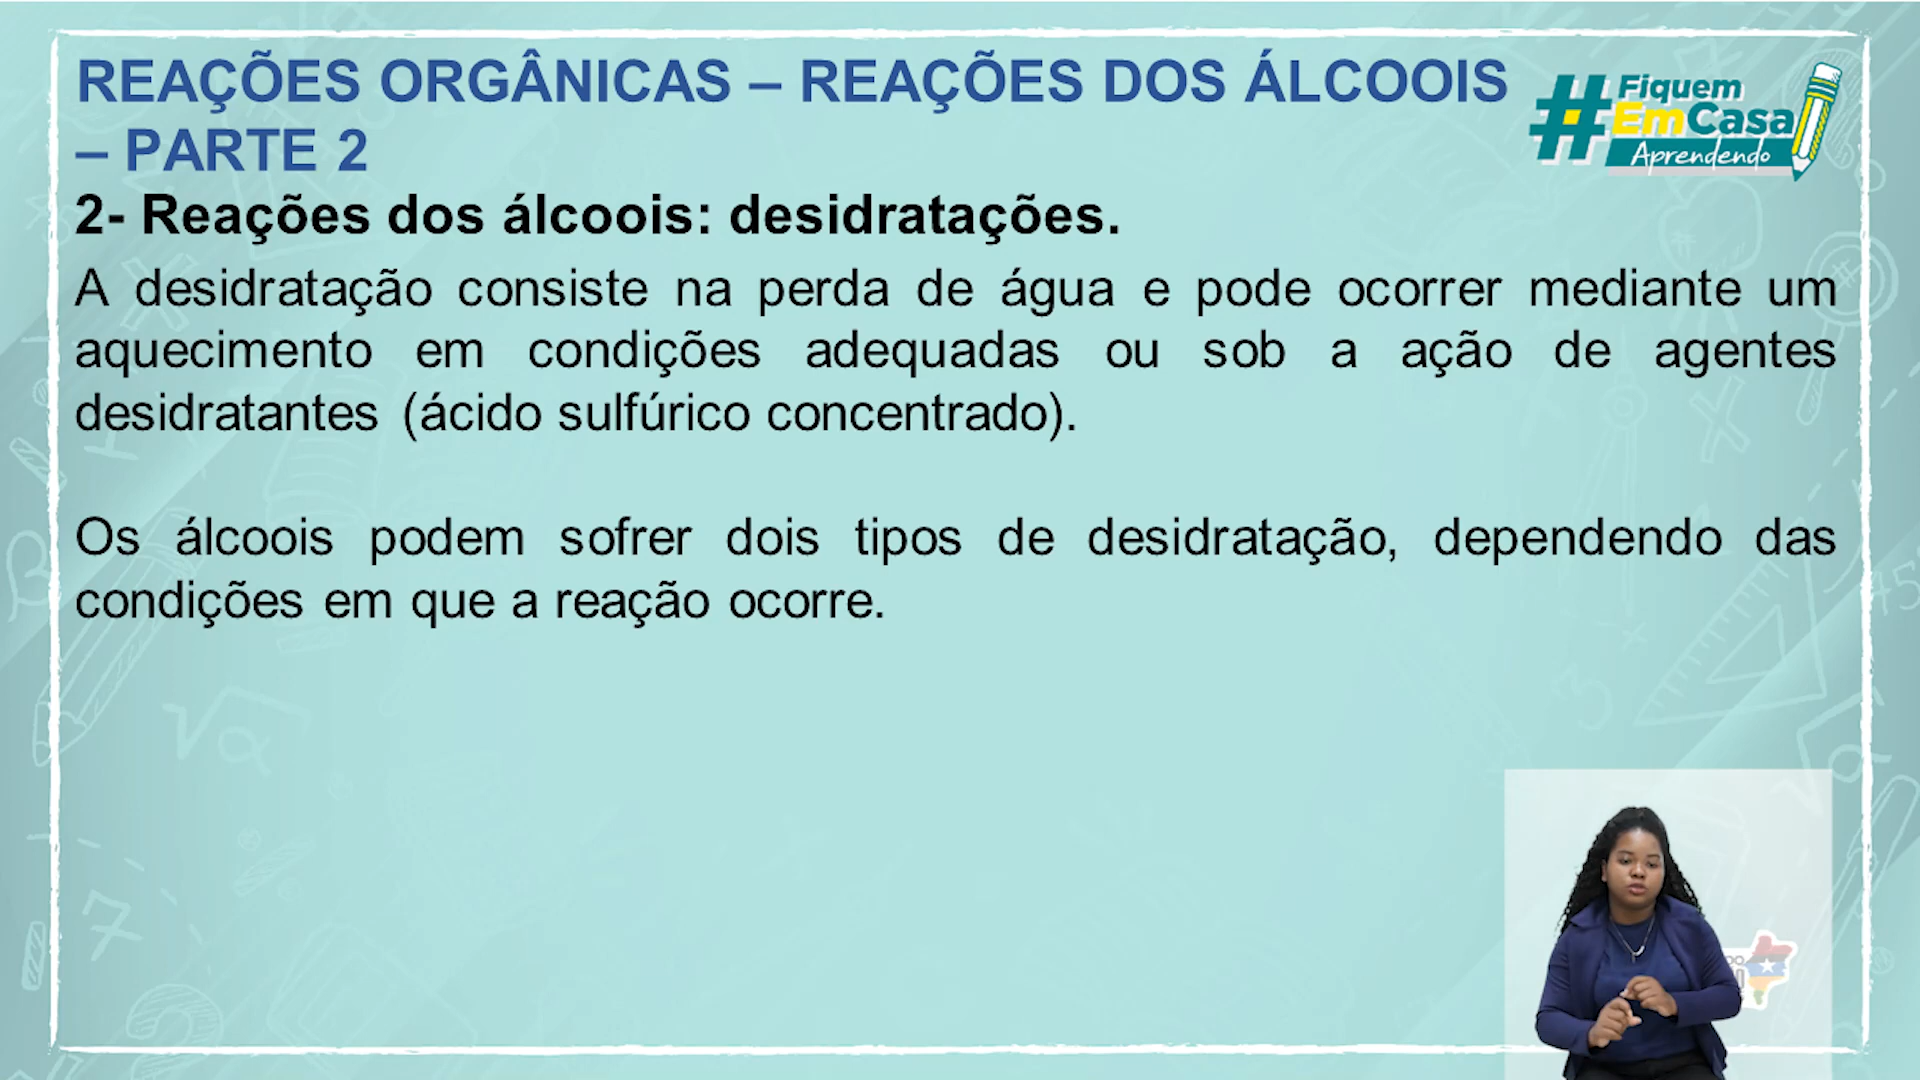 REAÇÕES ORGÂNICAS – REAÇÕES DOS ÁLCOOIS
– PARTE 2
#Fiquem
EmCasa
Aprendendo
2- Reações dos álcoois: desidratações.
A desidratação consiste na perda de água e pode ocorrer mediante um
aquecimento em condições adequadas ou sob a ação de agentes
desidratantes (ácido sulfúrico concentrado).
Os álcoois podem sofrer dois tipos de desidratação, dependendo das
condições em que a reação ocorre.